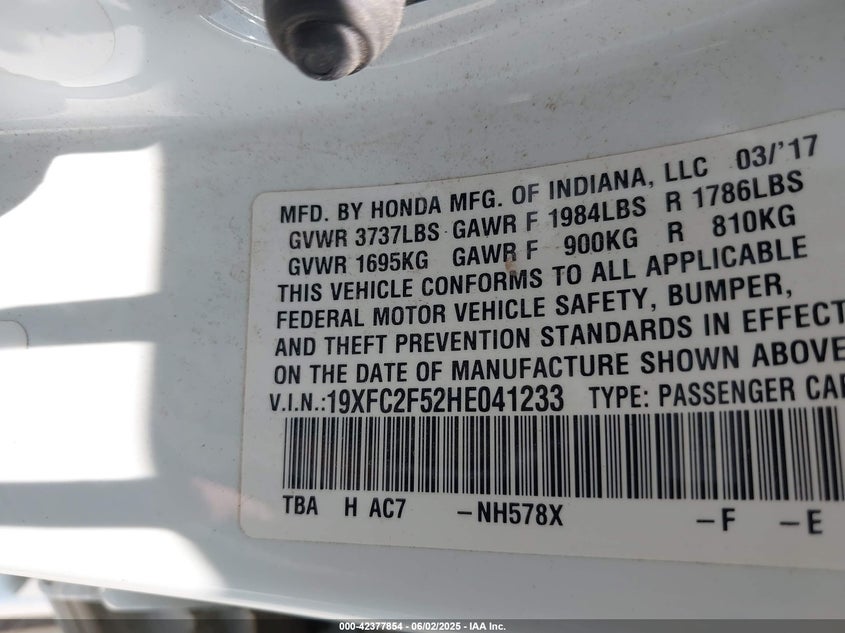 MFD. BY HONDA MFG. OF INDIANA, LLC 03/'17
GVWR 3737LBS GAWR F 1984LBS R 1786LBS
GVWR 1695KG GAWR F 900KG R 810KG
THIS VEHICLE CONFORMS TO ALL APPLICABLE
FEDERAL MOTOR VEHICLE SAFETY, BUMPER,
AND THEFT PREVENTION STANDARDS IN EFFECT
ON THE DATE OF MANUFACTURE SHOWN ABOVE
V.I.N.:19XFC2F52HE041233 TYPE: PASSENGER CAR
TBA H AC7 –NH578X –F –E
000-42377854 | 06/02/2025 - IAA Inc.